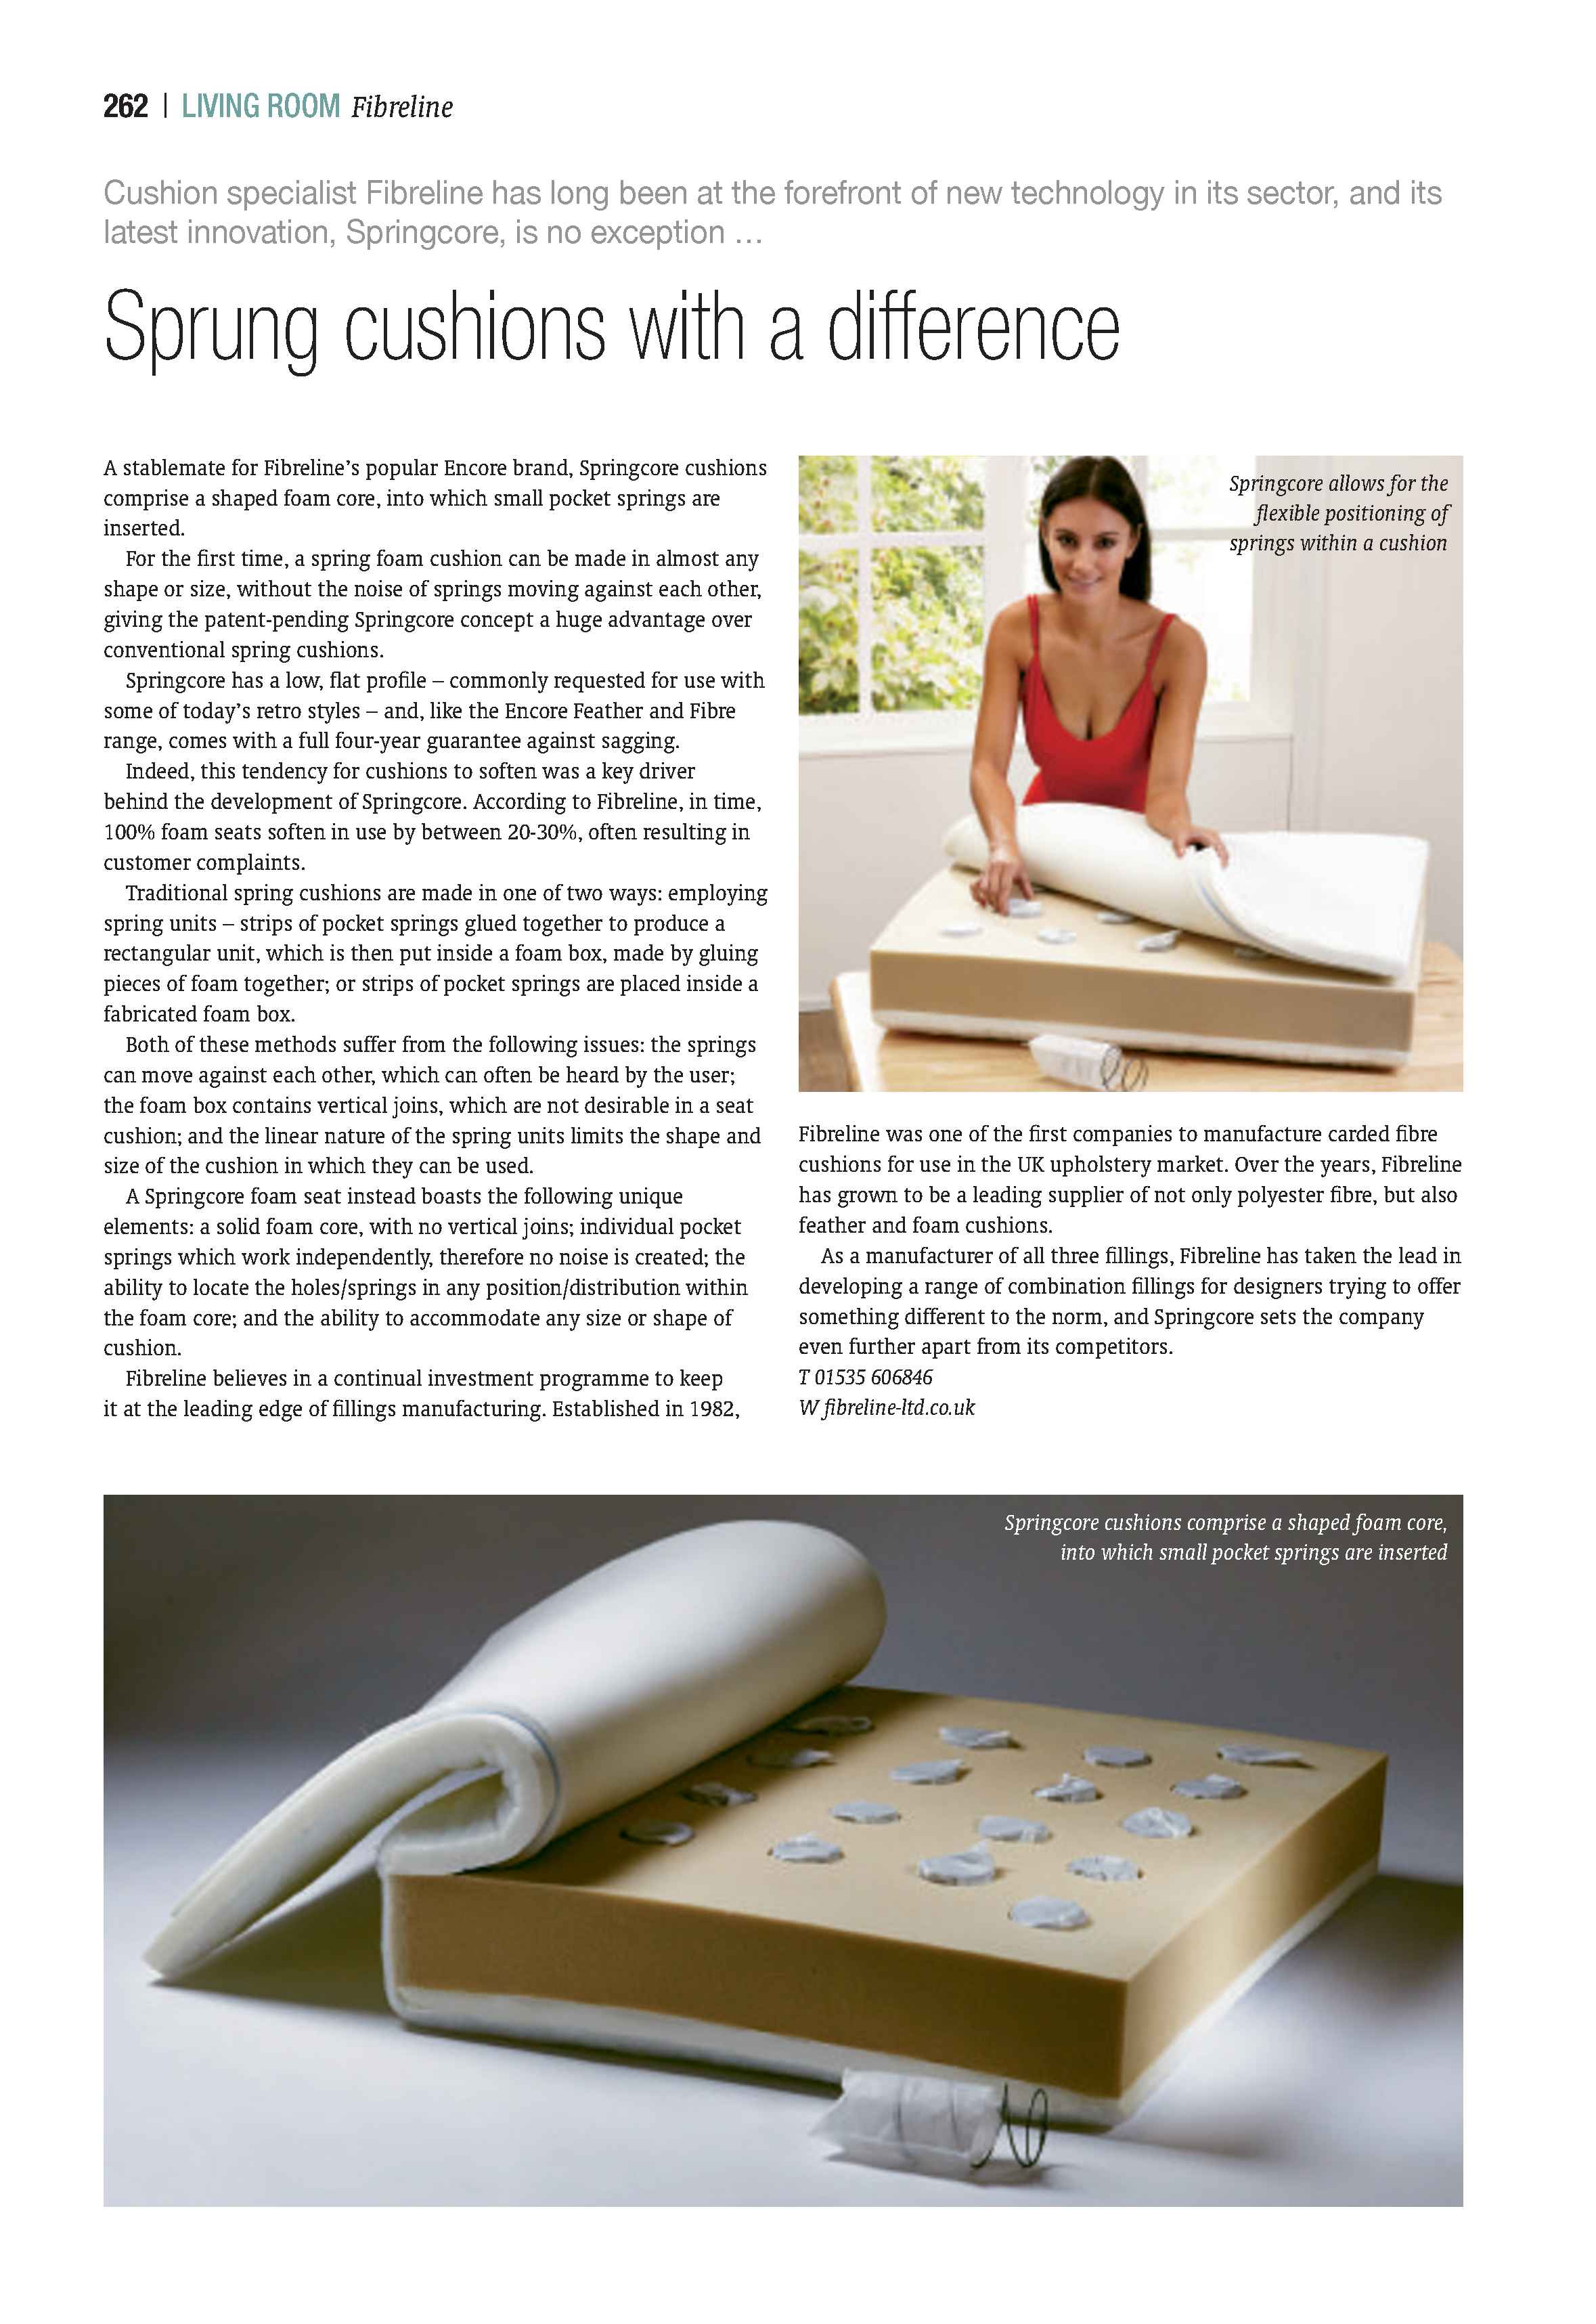 262 | LIVING ROOM Fibreline
Cushion specialist Fibreline has long been at the forefront of new technology in its sector, and its
latest innovation, Springcore, is no exception …
Sprung cushions with a difference
A stablemate for Fibreline’s popular Encore brand, Springcore cushions
comprise a shaped foam core, into which small pocket springs are
inserted.
For the first time, a spring foam cushion can be made in almost any
shape or size, without the noise of springs moving against each other,
giving the patent-pending Springcore concept a huge advantage over
conventional spring cushions.
Springcore has a low, flat profile – commonly requested for use with
some of today’s retro styles – and, like the Encore Feather and Fibre
range, comes with a full four-year guarantee against sagging.
Indeed, this tendency for cushions to soften was a key driver
behind the development of Springcore. According to Fibreline, in time,
100% foam seats soften in use by between 20-30%, often resulting in
customer complaints.
Traditional spring cushions are made in one of two ways: employing
spring units – strips of pocket springs glued together to produce a
rectangular unit, which is then put inside a foam box, made by gluing
pieces of foam together; or strips of pocket springs are placed inside a
fabricated foam box.
Both of these methods suffer from the following issues: the springs
can move against each other, which can often be heard by the user;
the foam box contains vertical joins, which are not desirable in a seat
cushion; and the linear nature of the spring units limits the shape and
size of the cushion in which they can be used.
A Springcore foam seat instead boasts the following unique
elements: a solid foam core, with no vertical joins; individual pocket
springs which work independently, therefore no noise is created; the
ability to locate the holes/springs in any position/distribution within
the foam core; and the ability to accommodate any size or shape of
cushion.
Fibreline believes in a continual investment programme to keep
it at the leading edge of fillings manufacturing. Established in 1982,
Springcore allows for the
flexible positioning of
springs within a cushion
Fibreline was one of the first companies to manufacture carded fibre
cushions for use in the UK upholstery market. Over the years, Fibreline
has grown to be a leading supplier of not only polyester fibre, but also
feather and foam cushions.
As a manufacturer of all three fillings, Fibreline has taken the lead in
developing a range of combination fillings for designers trying to offer
something different to the norm, and Springcore sets the company
even further apart from its competitors.
T 01535 606846
W fibreline-ltd.co.uk
Springcore cushions comprise a shaped foam core,
into which small pocket springs are inserted